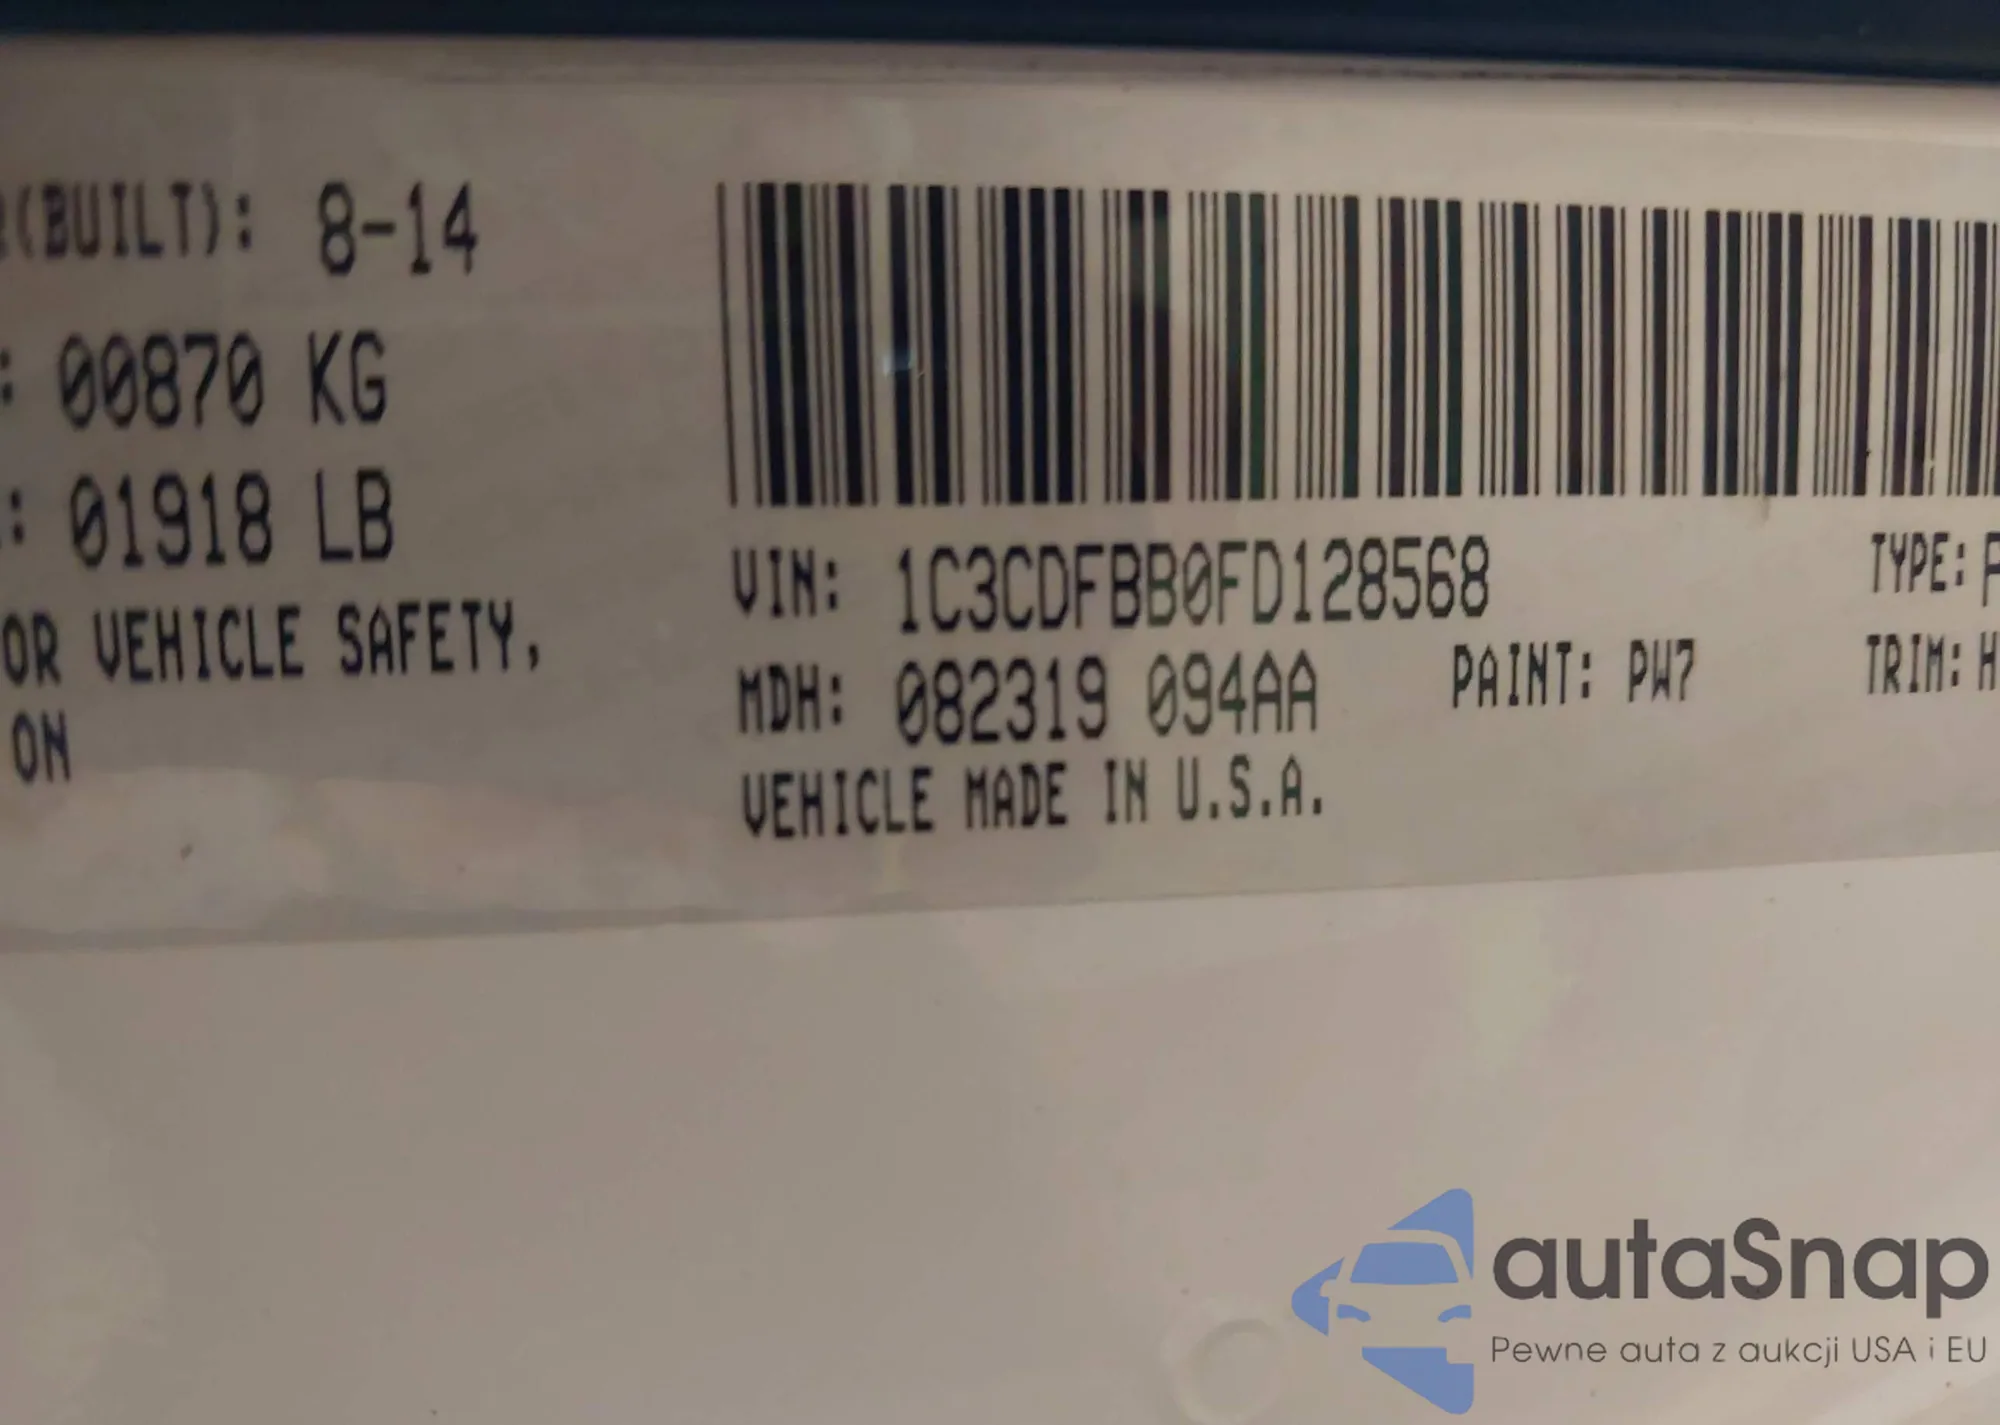 (BUILT): 8-14
: 00870 KG
: 01918 LB
OR VEHICLE SAFETY,
ON
VIN: 1C3CDFBB0FD128568
TYPE:
MDH: 082319 094AA
PAINT: PW7
TRIM: H
VEHICLE MADE IN U.S.A.
autaSnap
Pewne auta z aukcji USA i EU